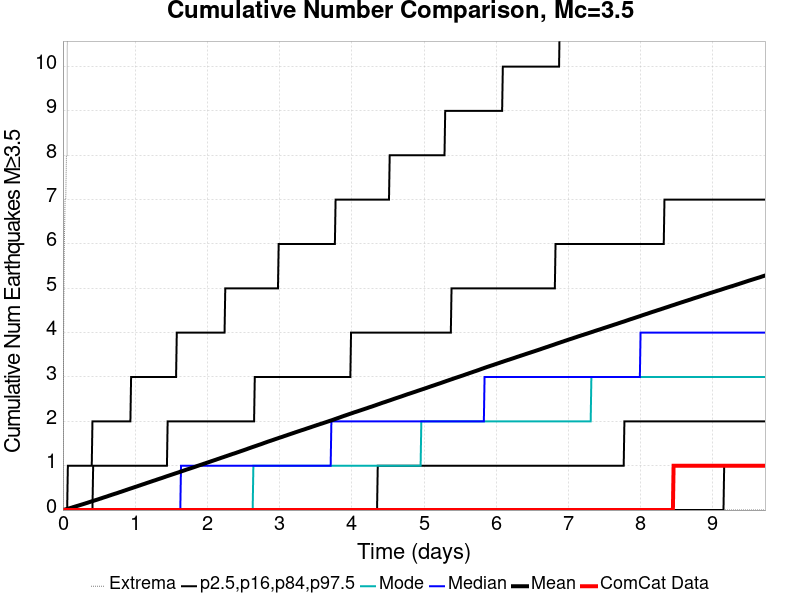 Cumulative Number Comparison, Mc=3.5
Cumulative Num Earthquakes M≥3.5
10
9
8
7
6
5
4
3
2
1
0
0 1 2 3 4 5 6 7 8 9
Time (days)
Extrema p2.5,p16,p84,p97.5 Mode Median Mean ComCat Data